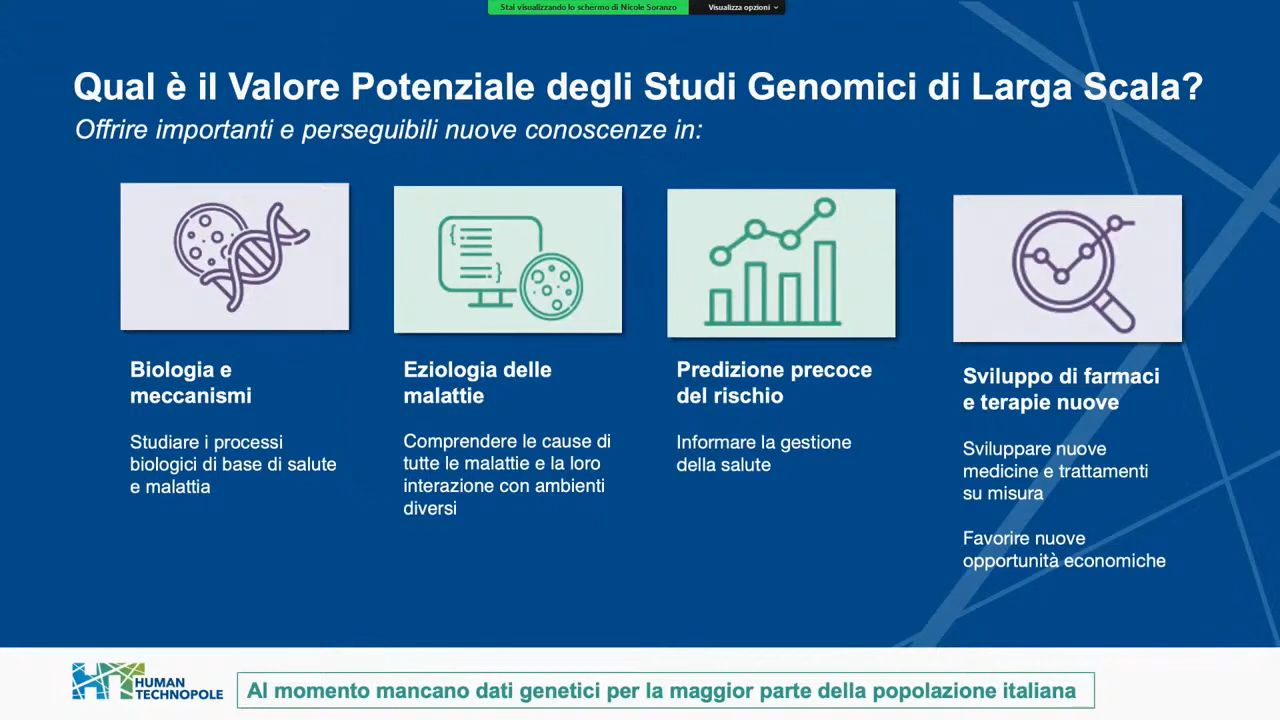 Stai visualizzando lo schermo di Nicole Soranzo
Visualizza opzioni
Qual è il Valore Potenziale degli Studi Genomici di Larga Scala?
Offrire importanti e perseguibili nuove conoscenze in:
Biologia e
meccanismi
Studiare i processi
biologici di base di salute
e malattia
Eziologia delle
malattie
Comprendere le cause di
tutte le malattie e la loro
interazione con ambienti
diversi
Predizione precoce
del rischio
Informare la gestione
della salute
Sviluppo di farmaci
e terapie nuove
Sviluppare nuove
medicine e trattamenti
su misura
Favorire nuove
opportunità economiche
HT
HUMAN
TECHNOPOLE
Al momento mancano dati genetici per la maggior parte della popolazione italiana